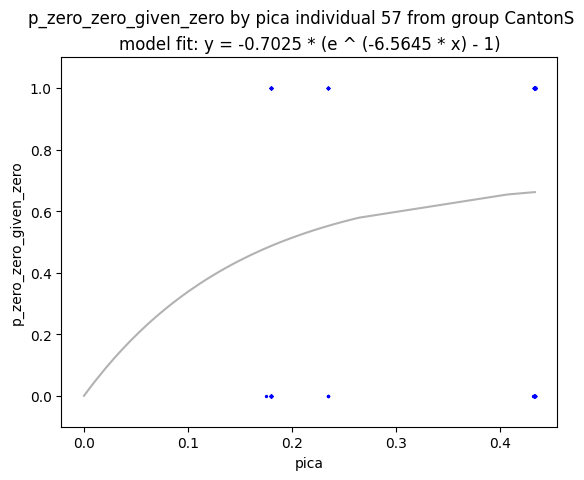 p_zero_zero_given_zero by pica individual 57 from group CantonS
model fit: y = -0.7025 * (e ^ (-6.5645 * x) - 1)
1.0
0.8
0.6
0.4
0.2
0.0
p_zero_zero_given_zero
0.0 0.1 0.2 0.3 0.4
pica